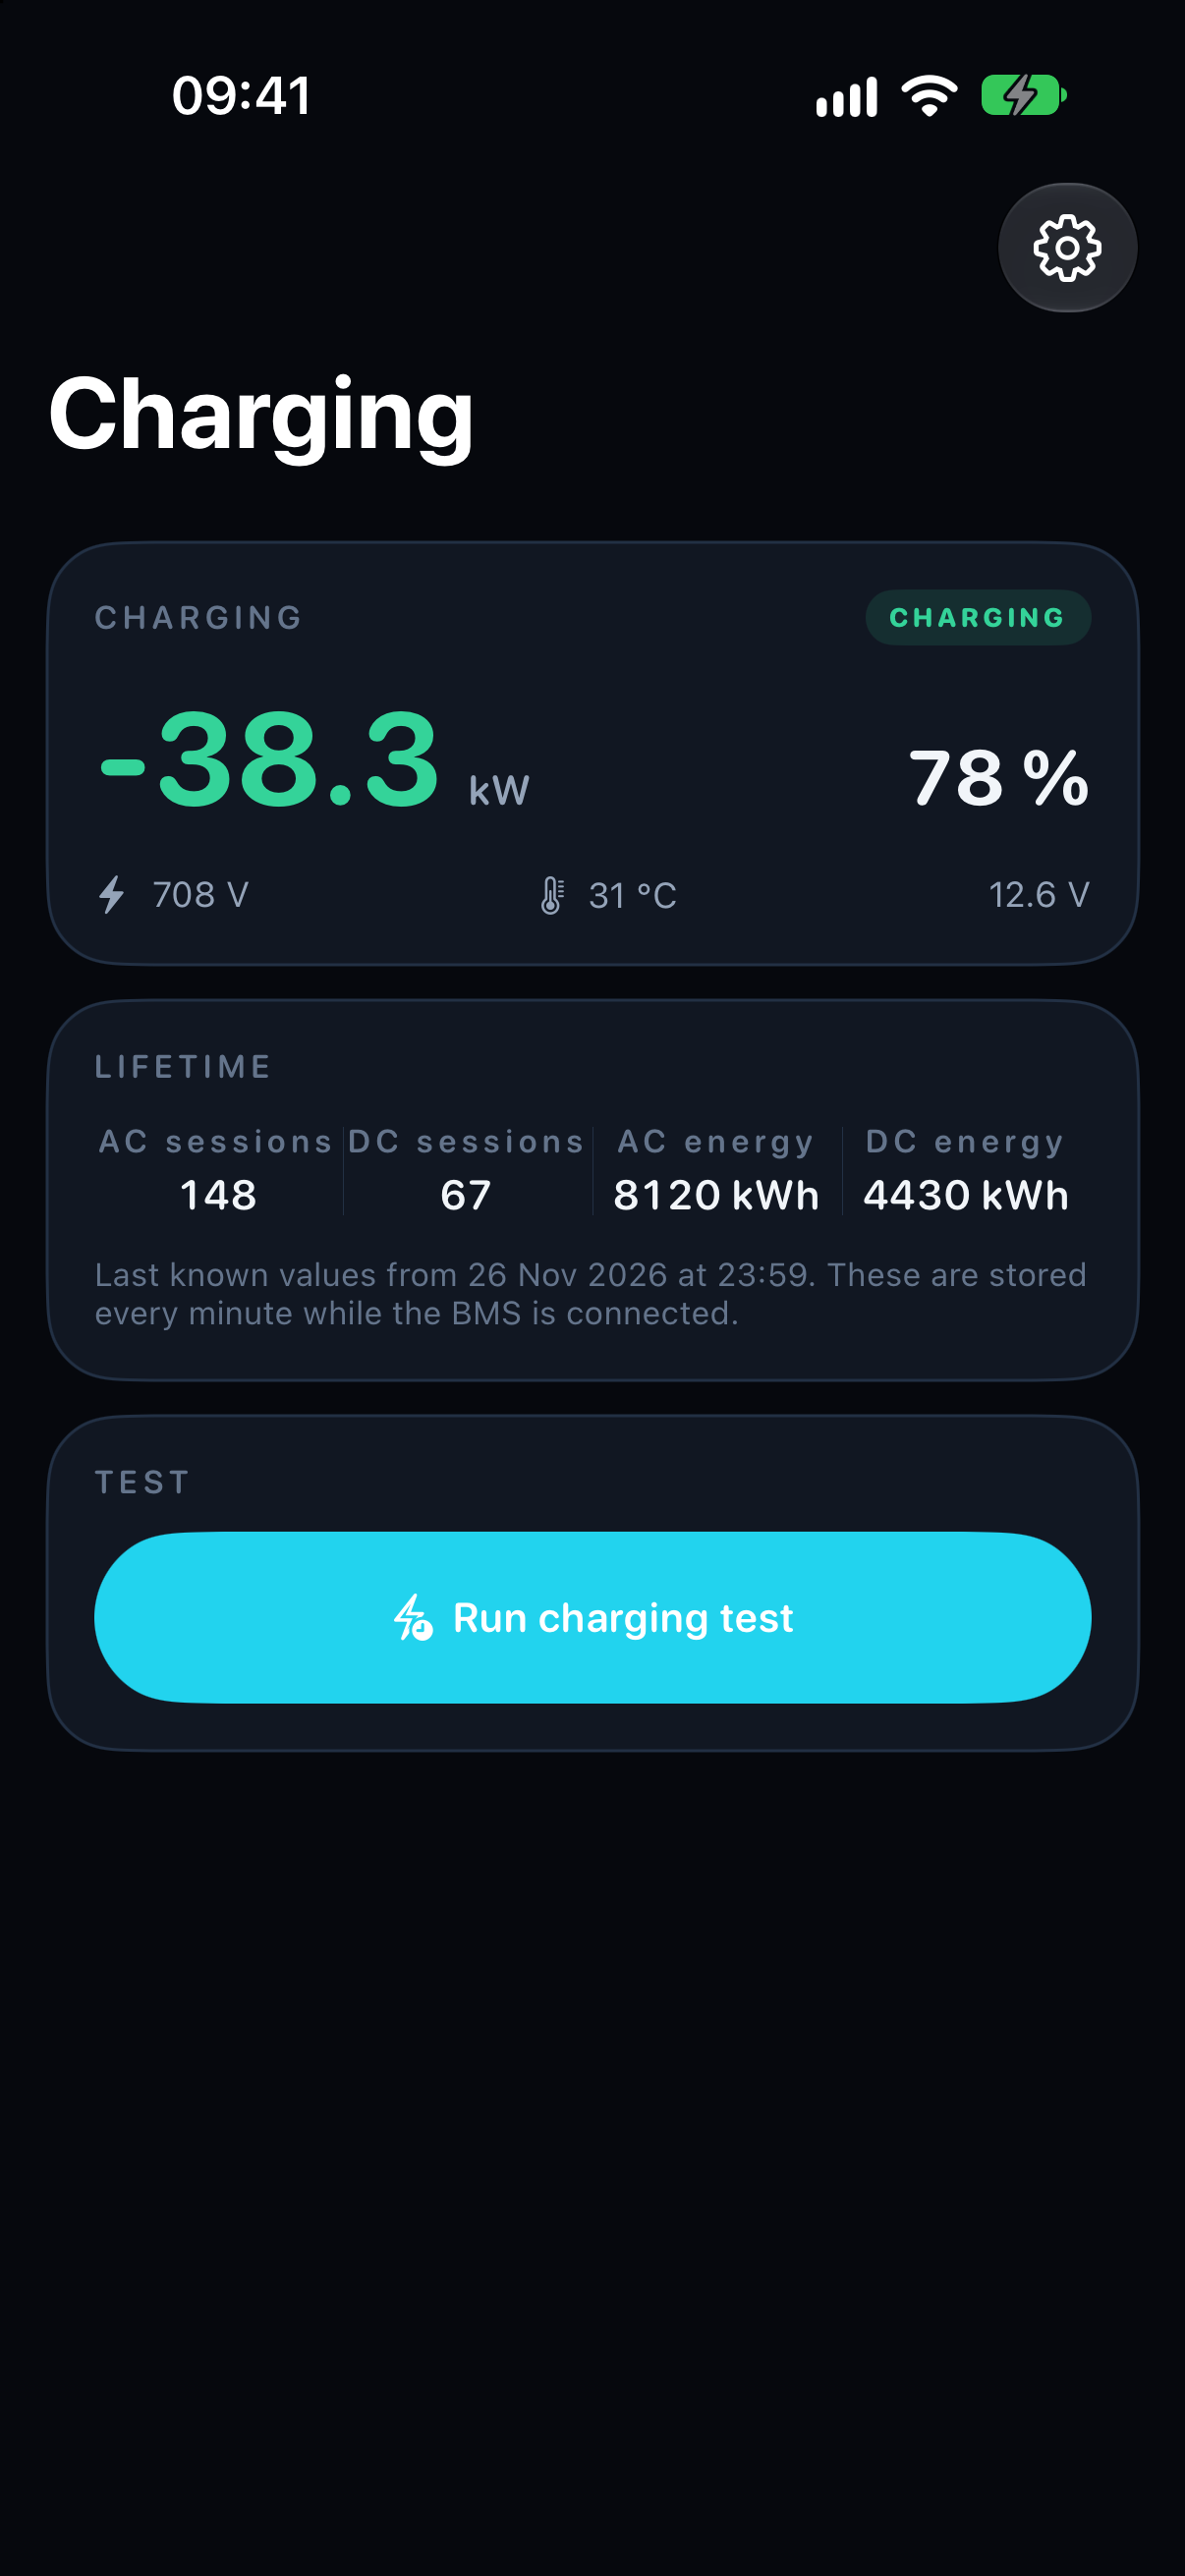 09:41
Charging
CHARGING CHARGING
-38.3 kW 78 %
708 V 31 °C 12.6 V
LIFETIME
AC sessions DC sessions AC energy DC energy
148 67 8120 kWh 4430 kWh
Last known values from 26 Nov 2026 at 23:59. These are stored
every minute while the BMS is connected.
TEST
Run charging test